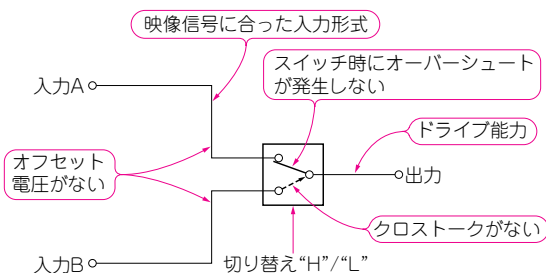 映像信号に合った入力形式
スイッチ時にオーバーシュート
が発生しない
入力A
ドライブ能力
オフセット
電圧がない
出力
クロストークがない
入力B
切り替え“H”/“L”